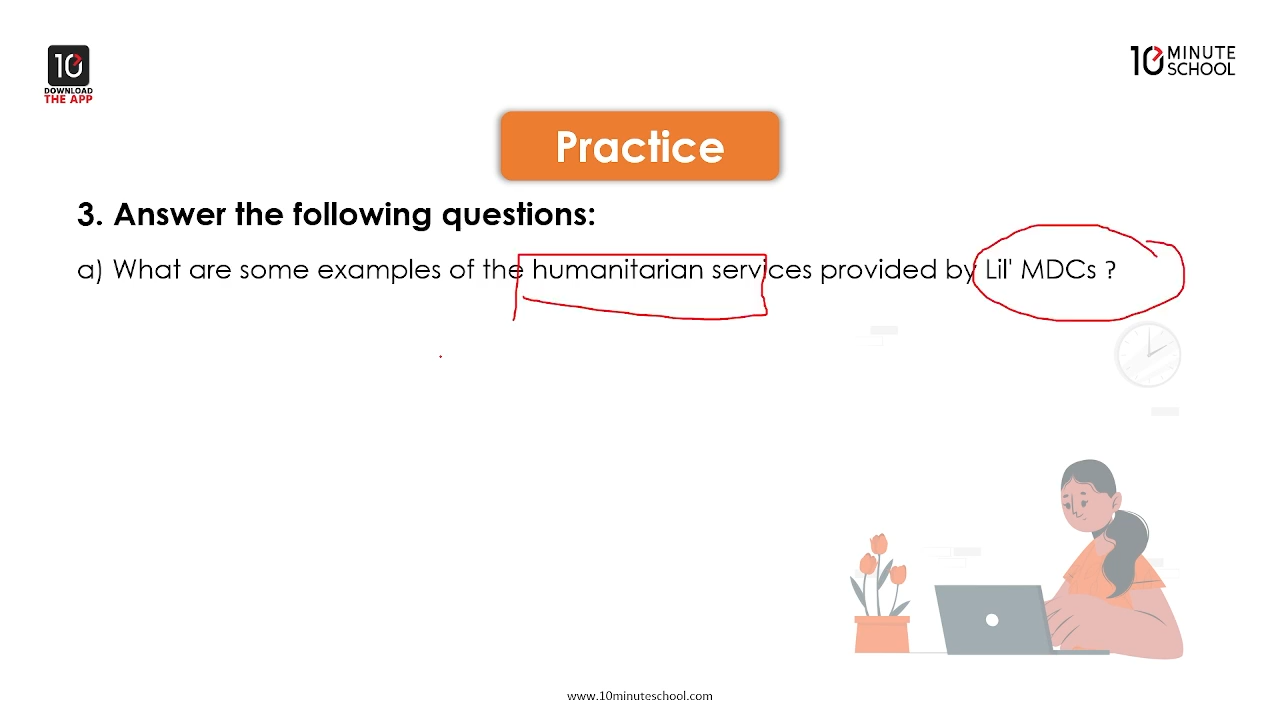 10
DOWNLOAD
THE APP
10 MINUTE
SCHOOL
Practice
3. Answer the following questions:
a) What are some examples of the humanitarian services provided by Lil' MDCs ?
www.10minuteschool.com